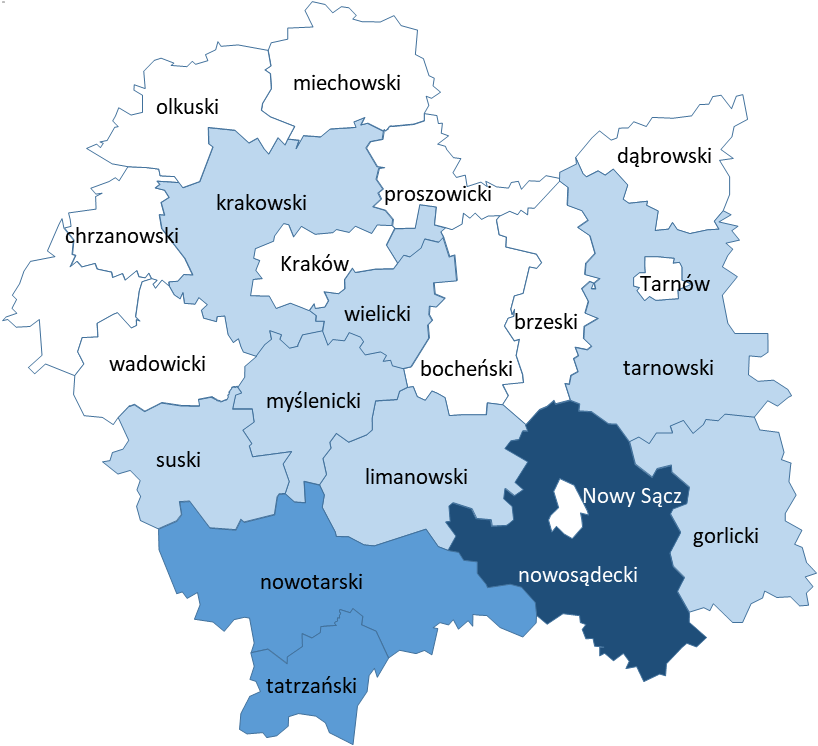 miechowski
olkuski
dąbrowski
proszowicki
krakowski
chrzanowski
Kraków
Tarnów
wielicki
brzeski
wadowicki
bocheński
tarnowski
myślenicki
suski
limanowski
Nowy Sącz
gorlicki
nowosądecki
nowotarski
tatrzański